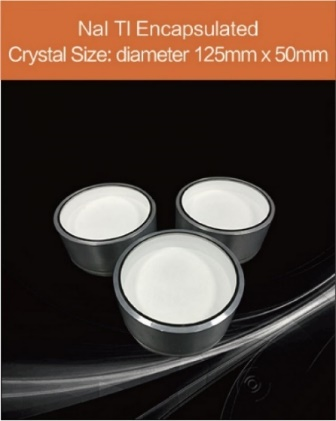 NaI Tl Encapsulated
Crystal Size: diameter 125mm x 50mm